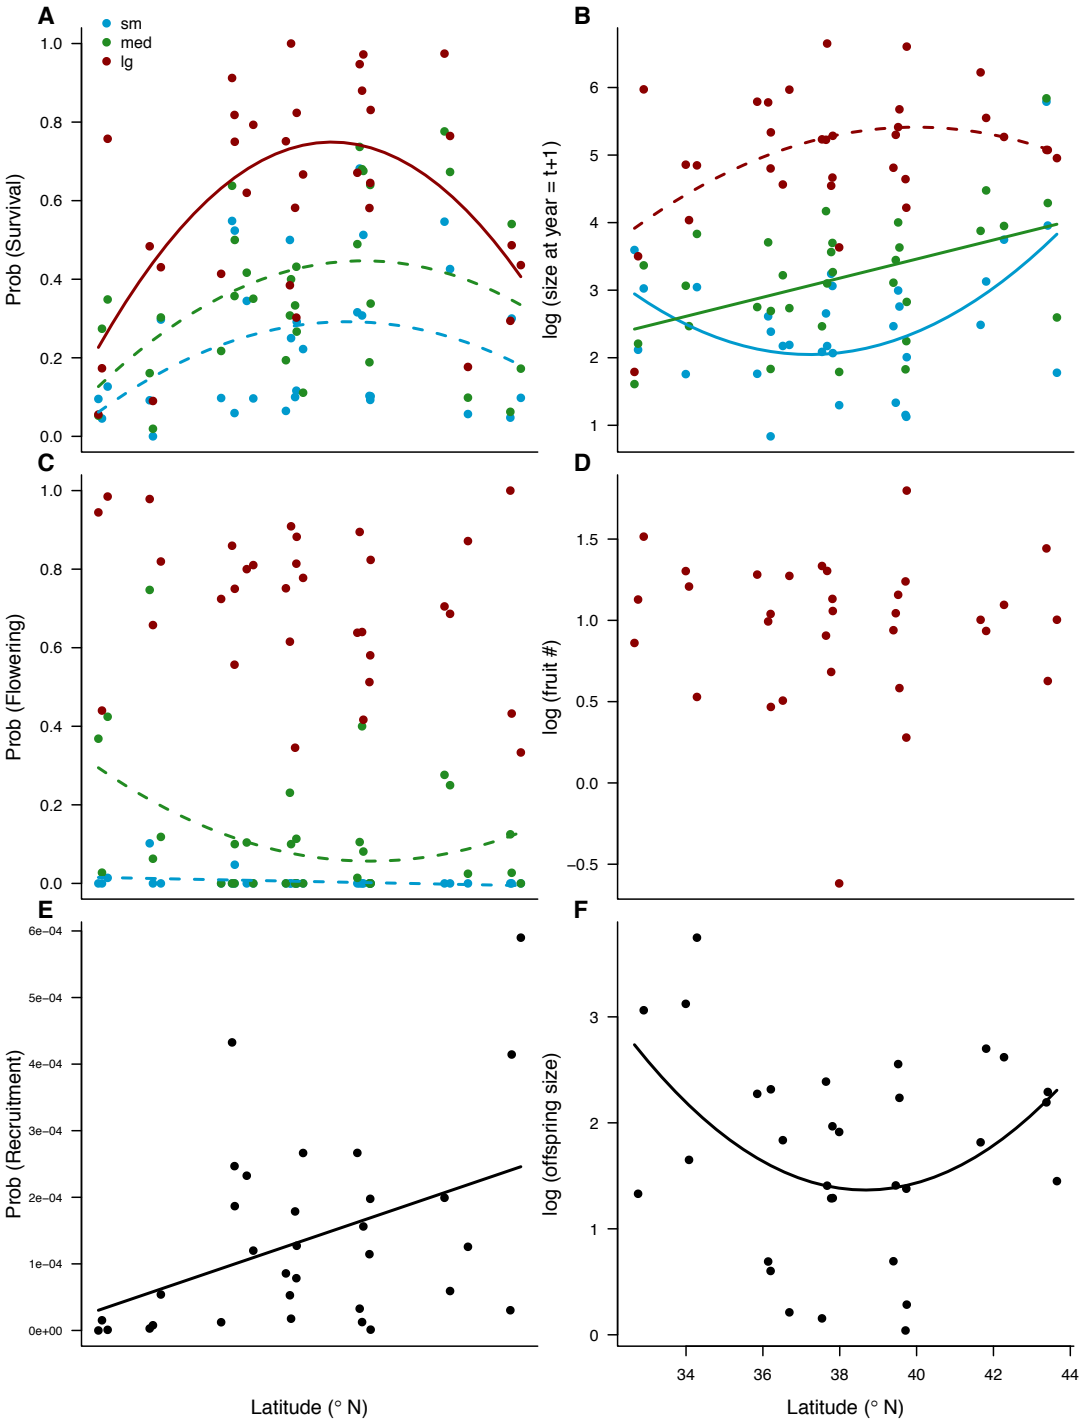 A
sm
med
lg
1.0
0.8
0.6
0.4
0.2
0.0
Prob (Survival)
B
6
5
4
3
2
1
log (size at year = t+1)
C
1.0
0.8
0.6
0.4
0.2
0.0
Prob (Flowering)
D
1.5
1.0
0.5
0.0
−0.5
log (fruit #)
E
6e−04
5e−04
4e−04
3e−04
2e−04
1e−04
0e+00
Prob (Recruitment)
Latitude (° N)
F
3
2
1
0
log (offspring size)
34 36 38 40 42 44
Latitude (° N)